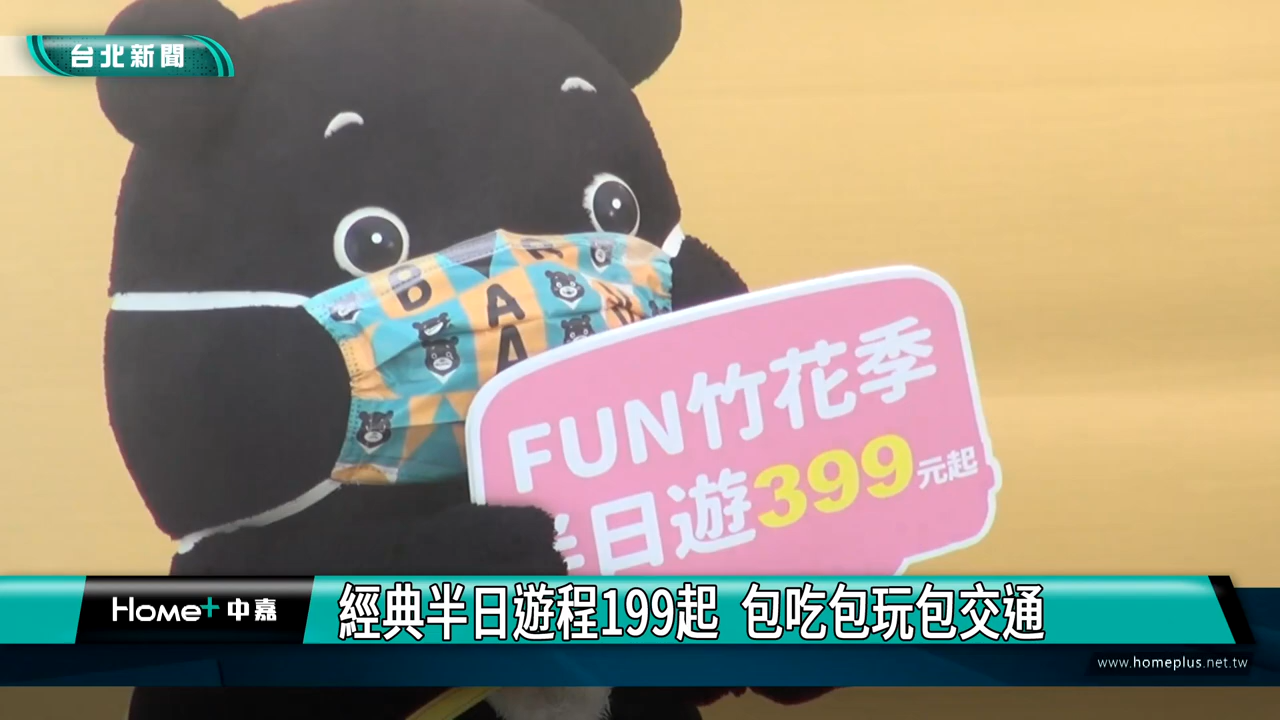 台北新聞
FUN竹花季
半日遊399元起
Home+中嘉
經典半日遊程199起 包吃包玩包交通
www.homeplus.net.tw